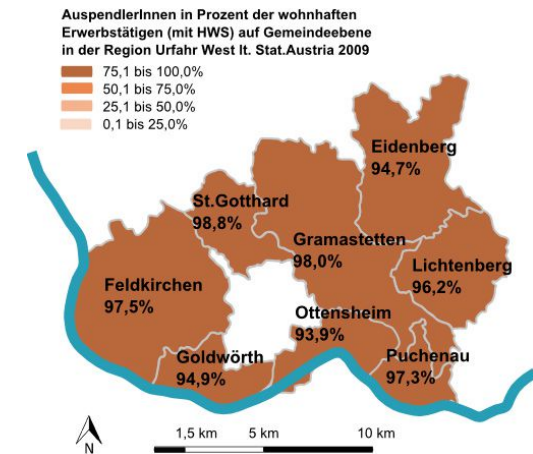 AuspendlerInnen in Prozent der wohnhaften
Erwerbstätigen (mit HWS) auf Gemeindeebene
in der Region Urfahr West lt. Stat.Austria 2009
75,1 bis 100,0%
50,1 bis 75,0%
25,1 bis 50,0%
0,1 bis 25,0%
Eidenberg
94,7%
St.Gotthard
98,8%
Gramastetten
98,0%
Lichtenberg
96,2%
Feldkirchen
97,5%
Ottensheim
93,9%
Goldwörth
94,9%
Puchenau
97,3%
N
1,5 km 5 km 10 km